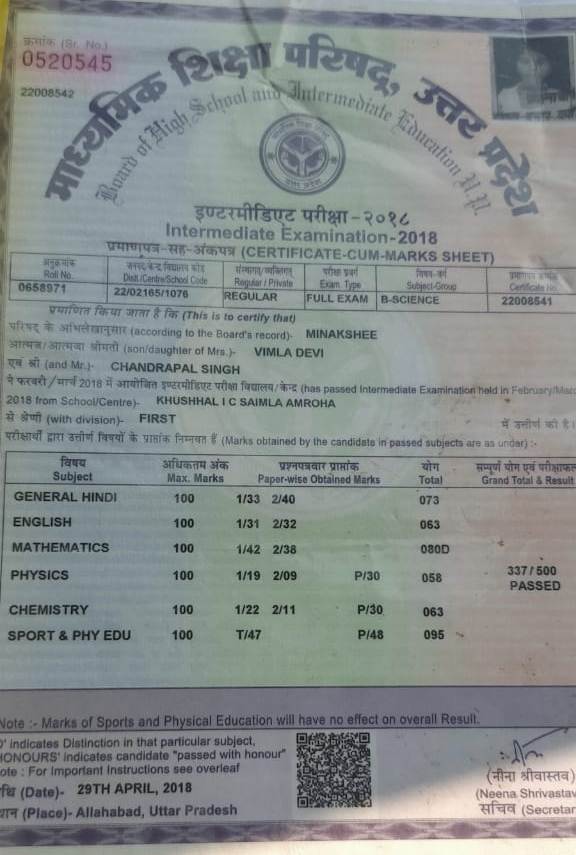 क्रमांक (Sr. No.)
0520545
22008542
माध्यमिक शिक्षा परिषद्, उत्तर प्रदेश
Board of High School and Intermediate Education U.P.
इण्टरमीडिएट परीक्षा-२०१८
Intermediate Examination-2018
प्रमाणपत्र-सह-अंकपत्र (CERTIFICATE-CUM-MARKS SHEET)
अनुक्रमांक जनपद/केन्द्र/विद्यालय कोड संस्थागत/व्यक्तिगत परीक्षा प्रवर्ग विषय-वर्ग प्रमाणपत्र क्रमांक
Roll No. Distt./Centre/School Code Regular / Private Exam. Type Subject-Group Certificate No.
0658971 22/02165/1076 REGULAR FULL EXAM B-SCIENCE 22008541
प्रमाणित किया जाता है कि (This is to certify that)
परिषद के अभिलेखानुसार (according to the Board's record)- MINAKSHEE
आत्मज/आत्मजा श्रीमती (son/daughter of Mrs.)- VIMLA DEVI
एवं श्री (and Mr.)- CHANDRAPAL SINGH
ने फरवरी/मार्च 2018 में आयोजित इण्टरमीडिएट परीक्षा विद्यालय/केन्द्र (has passed Intermediate Examination held in February/Marc
2018 from School/Centre)- KHUSHHAL I C SAIMLA AMROHA
से श्रेणी (with division)- FIRST में उत्तीर्ण की है।
परीक्षार्थी द्वारा उत्तीर्ण विषयों के प्राप्तांक निम्नवत हैं (Marks obtained by the candidate in passed subjects are as under) :-
विषय अधिकतम अंक प्रश्नपत्रवार प्राप्तांक योग सम्पूर्ण योग एवं परीक्षाफल
Subject Max. Marks Paper-wise Obtained Marks Total Grand Total & Result
GENERAL HINDI 100 1/33 2/40 073
ENGLISH 100 1/31 2/32 063
MATHEMATICS 100 1/42 2/38 080D
PHYSICS 100 1/19 2/09 P/30 058 337/500
PASSED
CHEMISTRY 100 1/22 2/11 P/30 063
SPORT & PHY EDU 100 T/47 P/48 095
Note :- Marks of Sports and Physical Education will have no effect on overall Result.
D' indicates Distinction in that particular subject,
HONOURS' indicates candidate "passed with honour"
ote : For Important Instructions see overleaf
थि (Date)- 29TH APRIL, 2018
थान (Place)- Allahabad, Uttar Pradesh
(नीना श्रीवास्तव)
(Neena Shrivastav
सचिव (Secretar